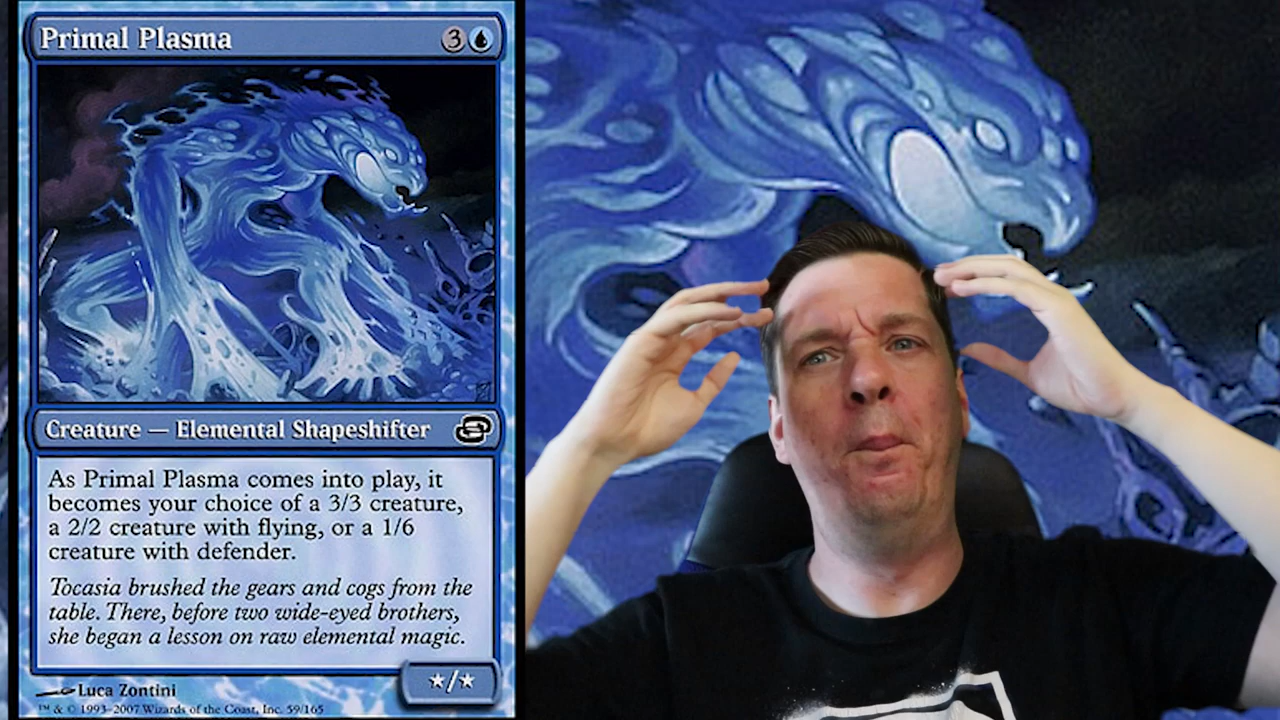 Primal Plasma 3
Creature — Elemental Shapeshifter
As Primal Plasma comes into play, it
becomes your choice of a 3/3 creature,
a 2/2 creature with flying, or a 1/6
creature with defender.
Tocasia brushed the gears and cogs from the
table. There, before two wide-eyed brothers,
she began a lesson on raw elemental magic.
★/★
Luca Zontini
™ & © 1993–2007 Wizards of the Coast, Inc. 59/165